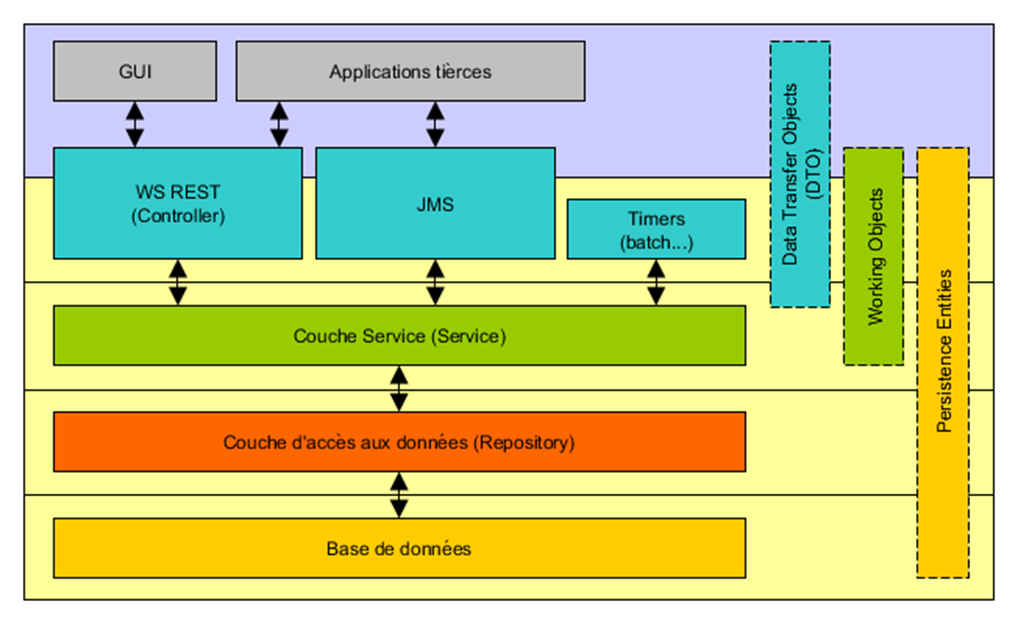 GUI
Applications tierces
WS REST
(Controller)
JMS
Timers
(batch...)
Couche Service (Service)
Couche d'accès aux données (Repository)
Base de données
Data Transfer Objects
(DTO)
Working Objects
Persistence Entities